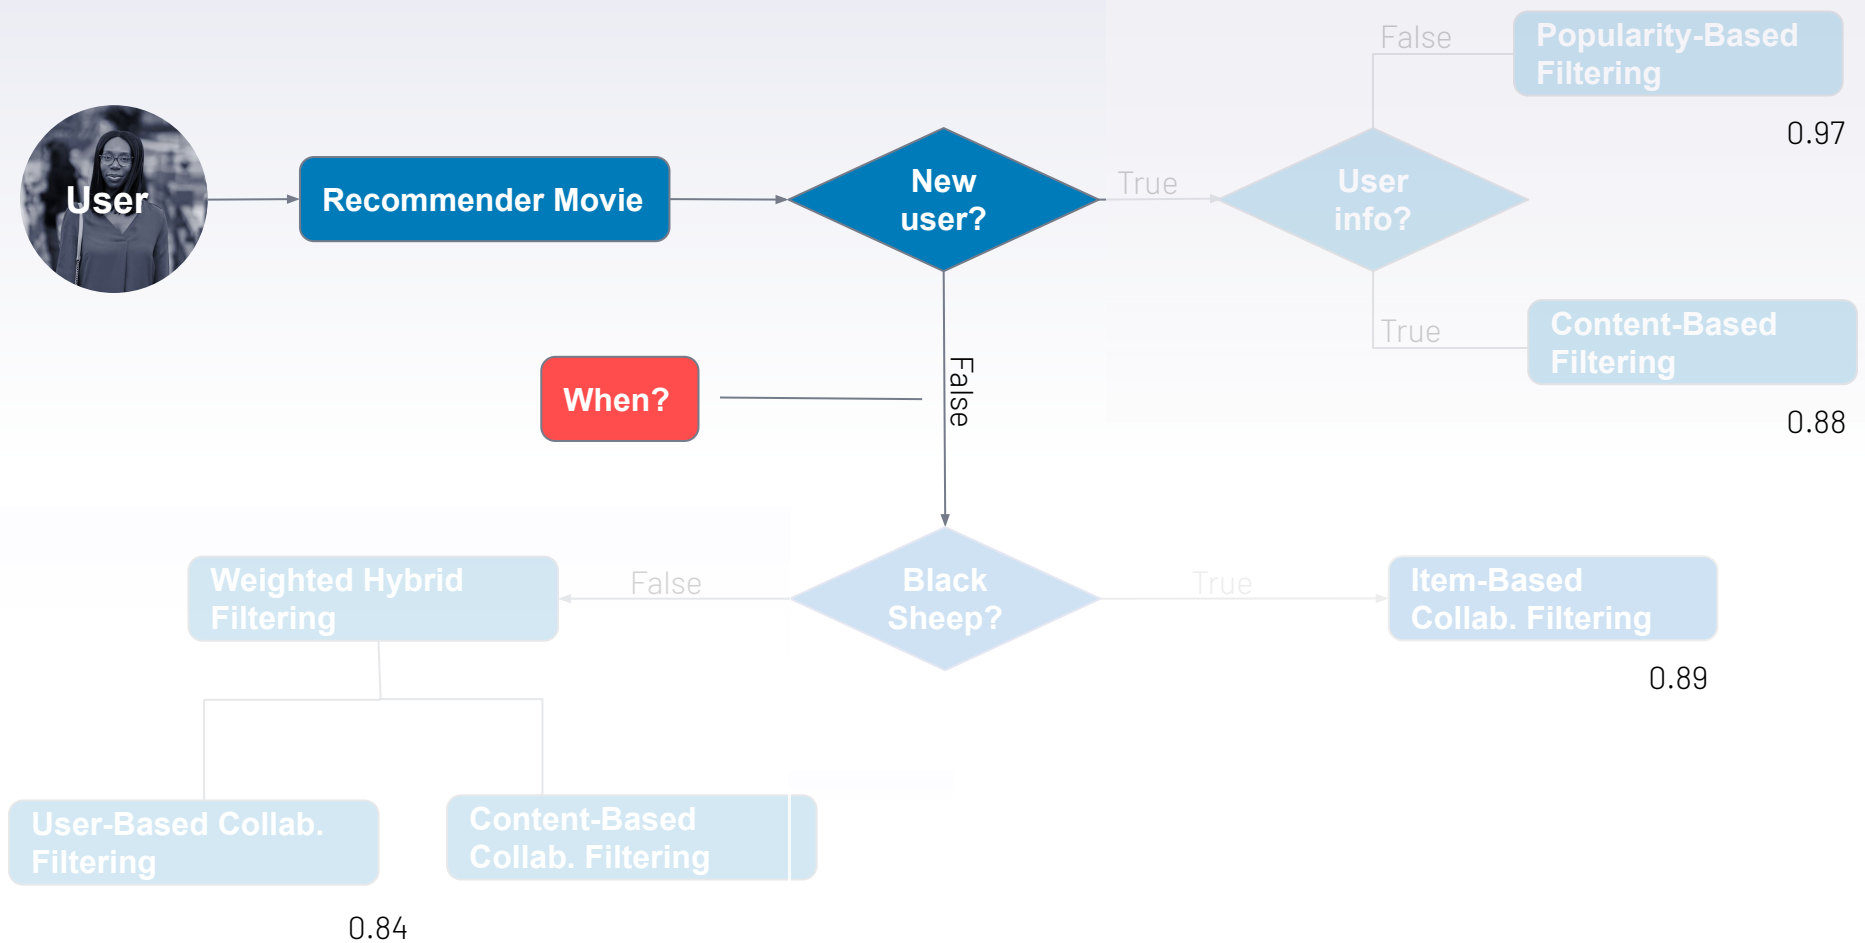 False
Popularity-Based
Filtering
0.97
User
Recommender Movie
New
user?
True
User
info?
True
Content-Based
Filtering
0.88
When?
False
Weighted Hybrid
Filtering
False
Black
Sheep?
True
Item-Based
Collab. Filtering
0.89
User-Based Collab.
Filtering
Content-Based
Collab. Filtering
0.84